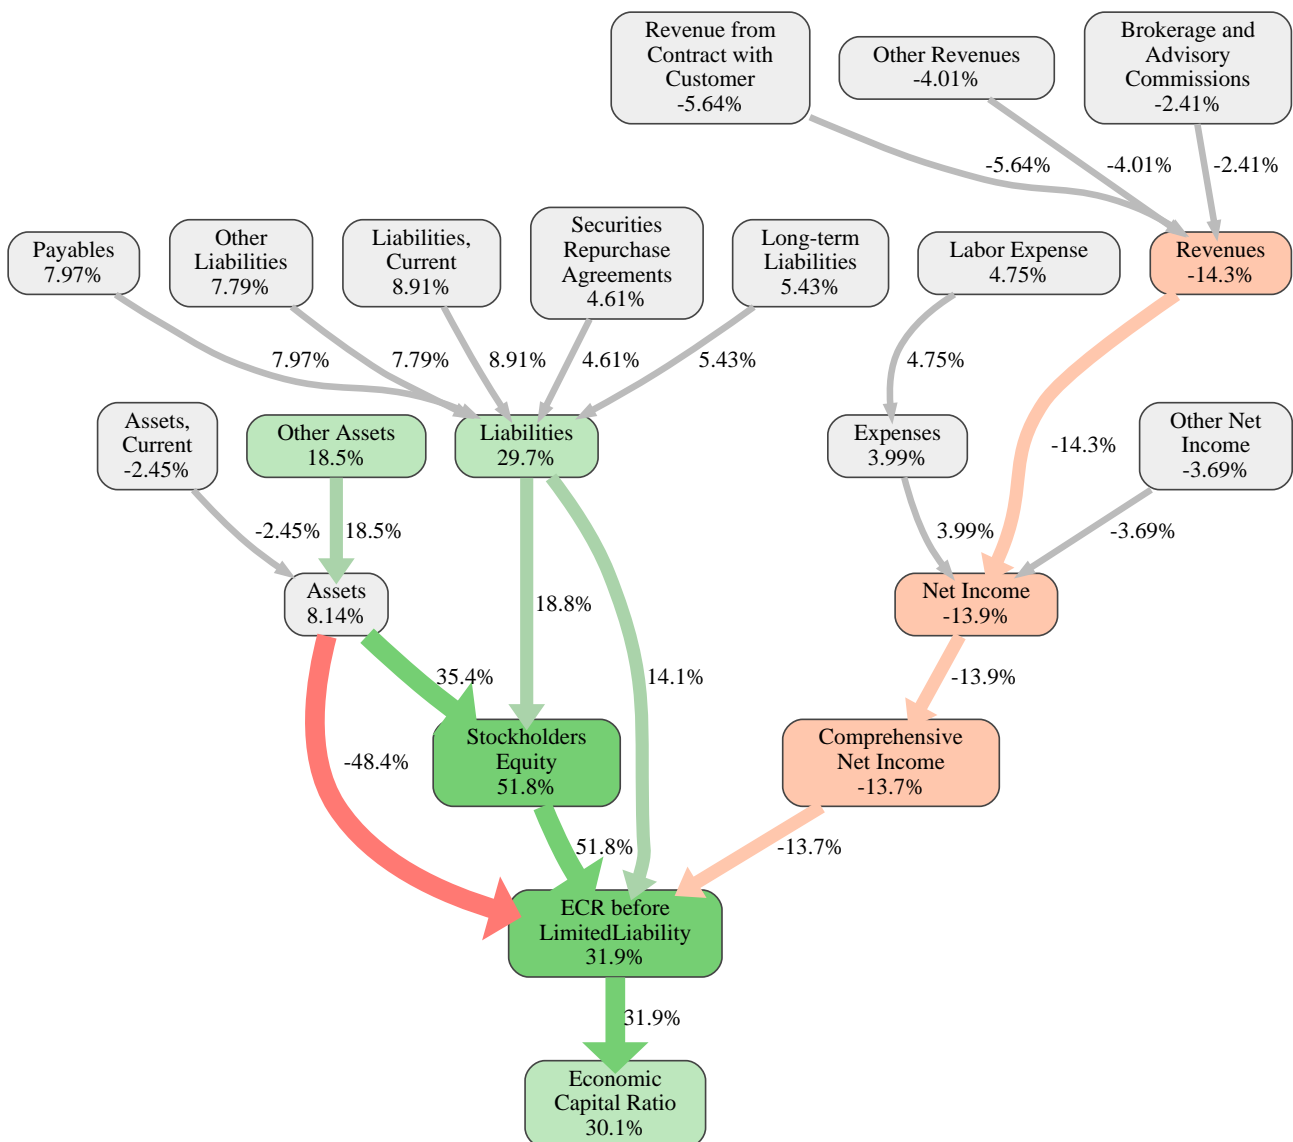 Revenue from
Contract with
Customer
-5.64%
Other Revenues
-4.01%
Brokerage and
Advisory
Commissions
-2.41%
-5.64%
-4.01%
-2.41%
Payables
7.97%
Other
Liabilities
7.79%
Liabilities,
Current
8.91%
Securities
Repurchase
Agreements
4.61%
Long-term
Liabilities
5.43%
Labor Expense
4.75%
Revenues
-14.3%
7.97%
7.79%
8.91%
4.61%
5.43%
4.75%
-14.3%
Assets,
Current
-2.45%
Other Assets
18.5%
Liabilities
29.7%
Expenses
3.99%
Other Net
Income
-3.69%
-2.45%
18.5%
3.99%
-3.69%
Assets
8.14%
18.8%
Net Income
-13.9%
35.4%
14.1%
-13.9%
-48.4%
Stockholders
Equity
51.8%
Comprehensive
Net Income
-13.7%
51.8%
-13.7%
ECR before
LimitedLiability
31.9%
31.9%
Economic
Capital Ratio
30.1%